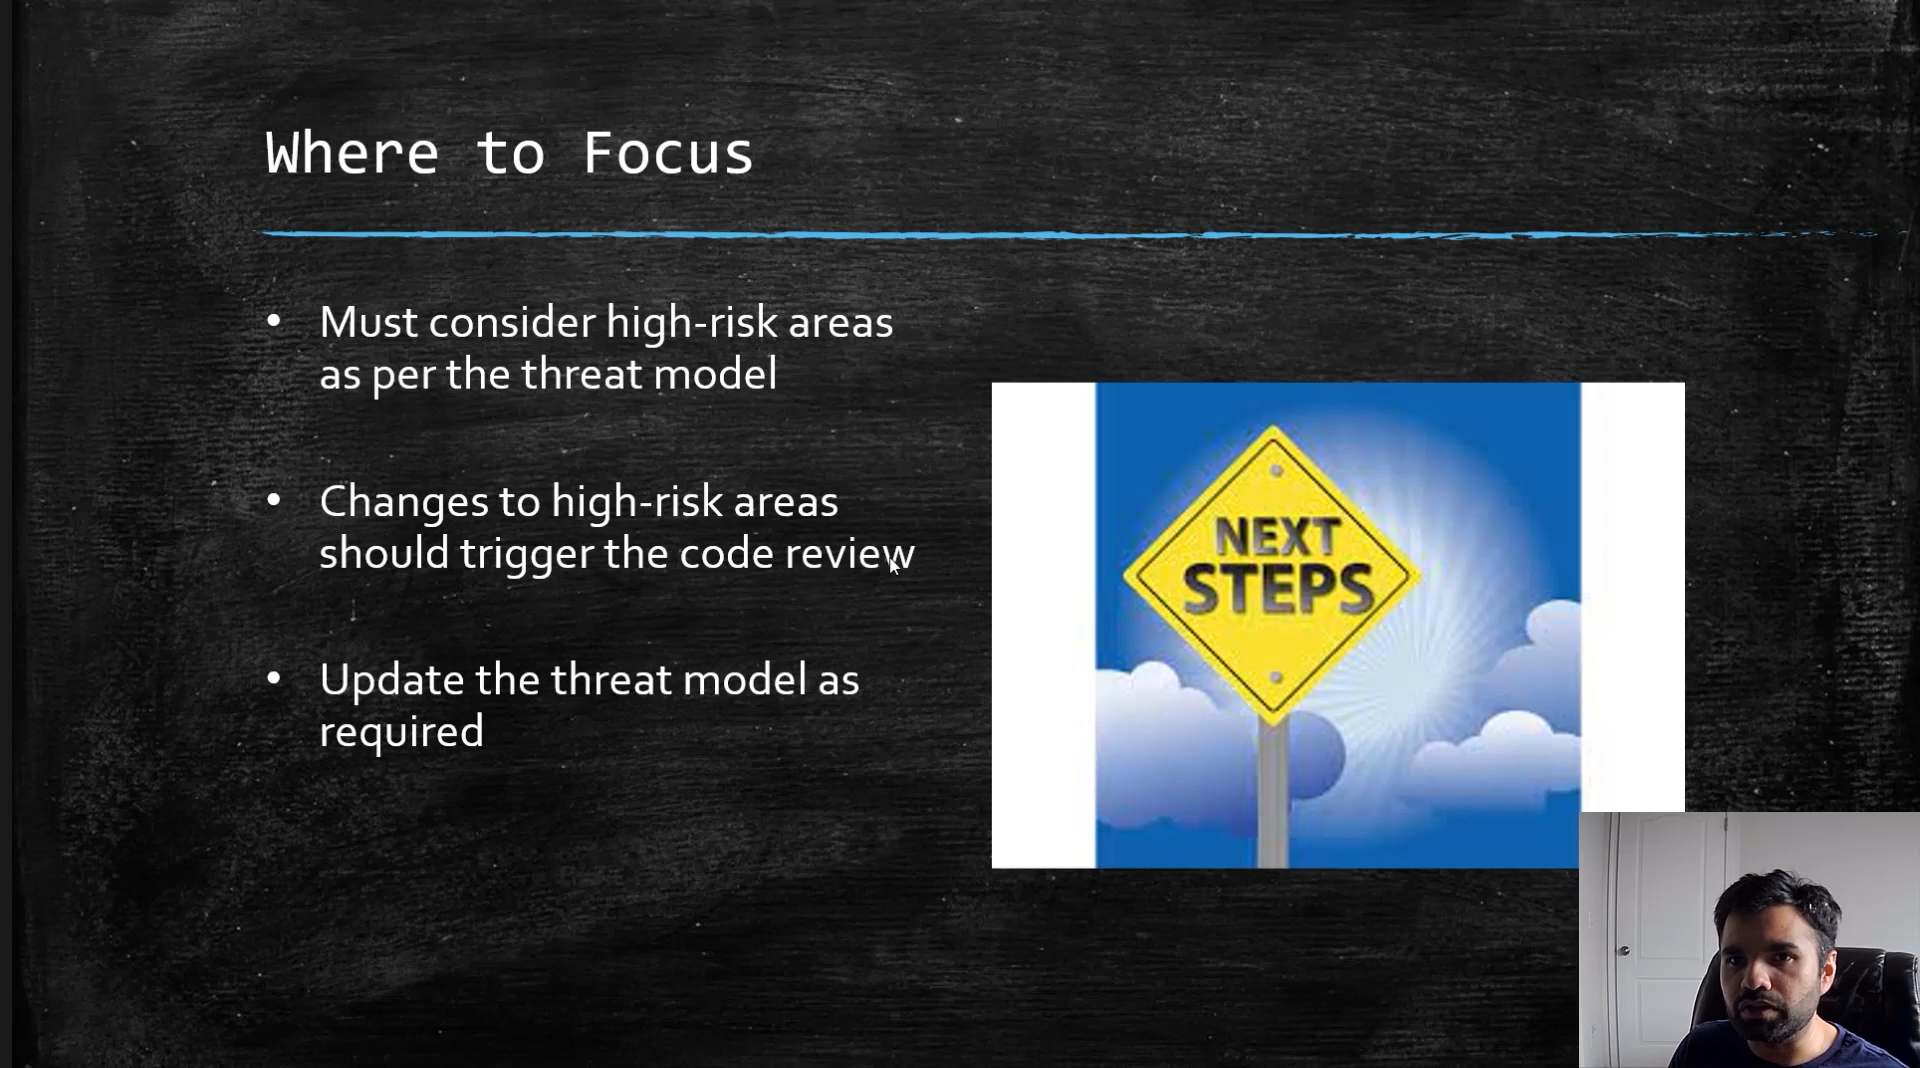 Where to Focus
• Must consider high-risk areas
as per the threat model
• Changes to high-risk areas
should trigger the code review
• Update the threat model as
required
NEXT
STEPS